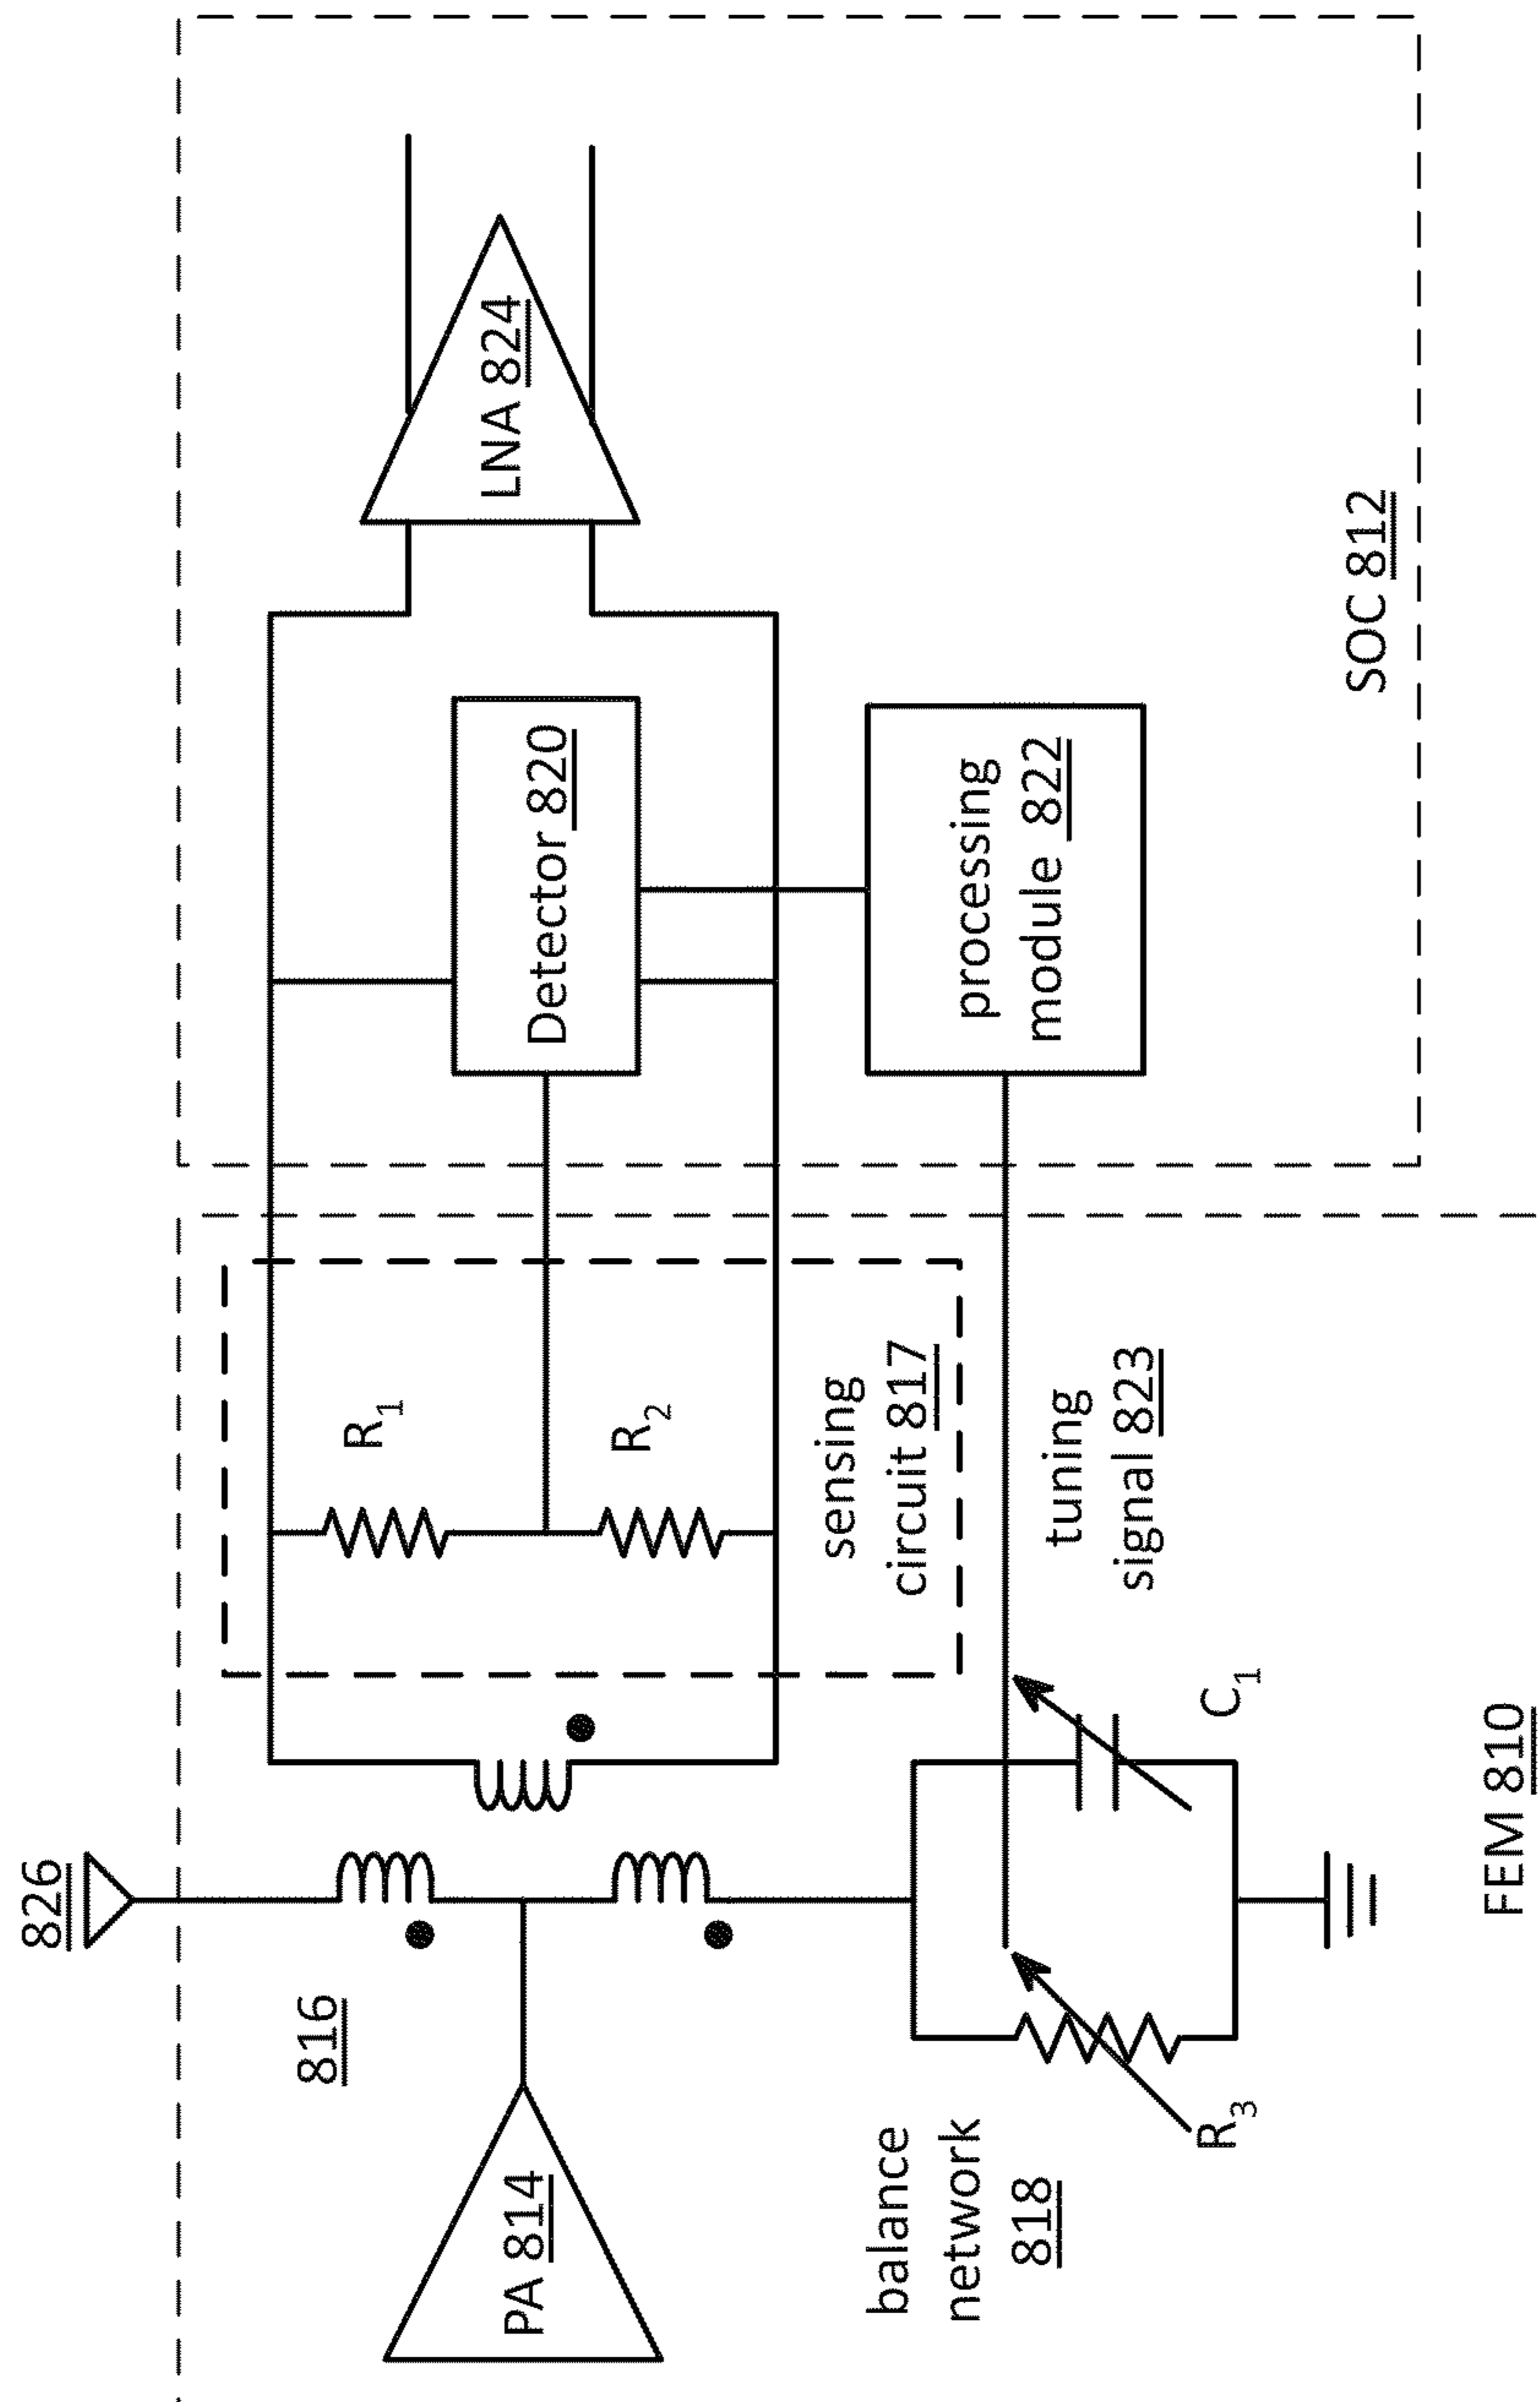 826
816
PA 814
balance
network
818
R3
C1
FEM 810
R1
R2
sensing
circuit 817
tuning
signal 823
Detector 820
processing
module 822
LNA 824
SOC 812